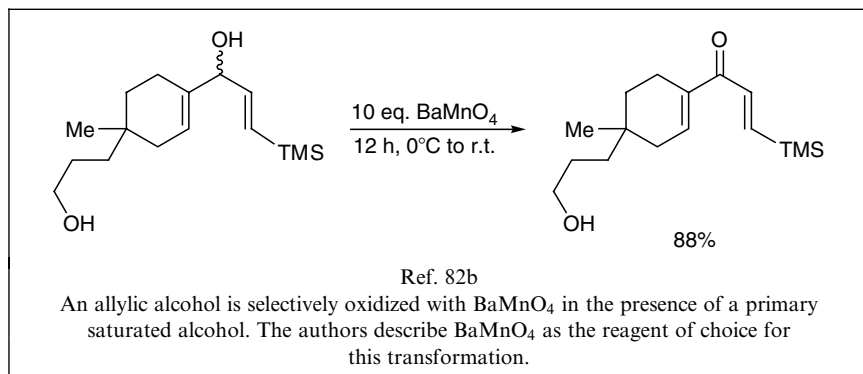 OH
O
10 eq. BaMnO4
12 h, 0°C to r.t.
Me
TMS
OH
Me
TMS
OH
88%
Ref. 82b
An allylic alcohol is selectively oxidized with BaMnO4 in the presence of a primary
saturated alcohol. The authors describe BaMnO4 as the reagent of choice for
this transformation.